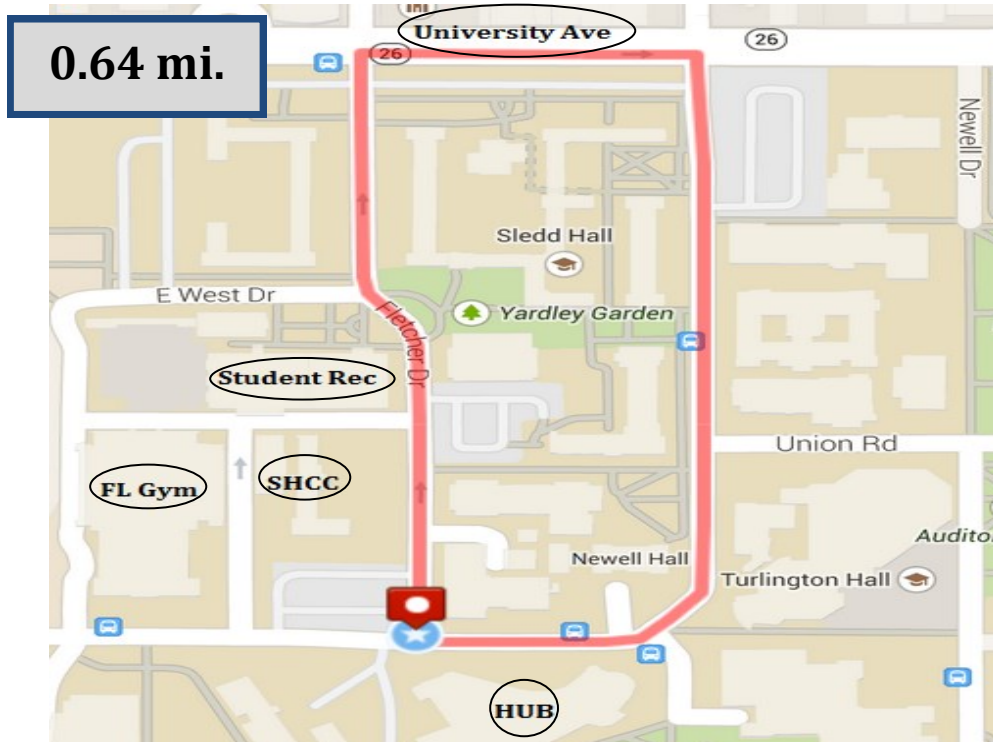 University Ave
26
26
0.64 mi.
Newell Dr
Sledd Hall
E West Dr
Yardley Garden
Fletcher Dr
Student Rec
Union Rd
FL Gym
SHCC
Newell Hall
Audito
Turlington Hall
HUB